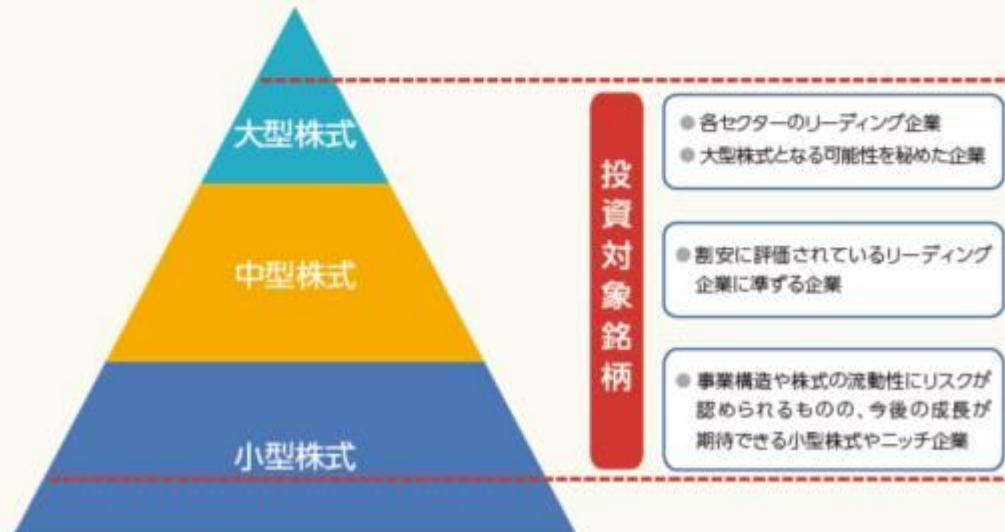 大型株式
中型株式
小型株式
投資対象銘柄
● 各セクターのリーディング企業
● 大型株式となる可能性を秘めた企業
● 割安に評価されているリーディング
企業に準ずる企業
● 事業構造や株式の流動性にリスクが
認められるものの、今後の成長が
期待できる小型株式やニッチ企業